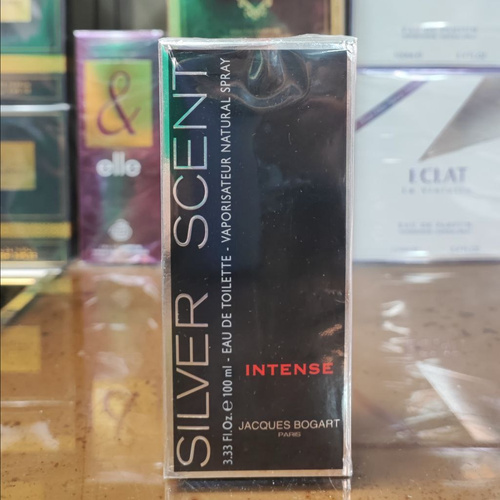 SILVER SCENT
3.33 Fl.Oz. e 100 ml - EAU DE TOILETTE - VAPORISATEUR NATURAL SPRAY
INTENSE
JACQUES BOGART
PARIS
&
elle
ECLAT